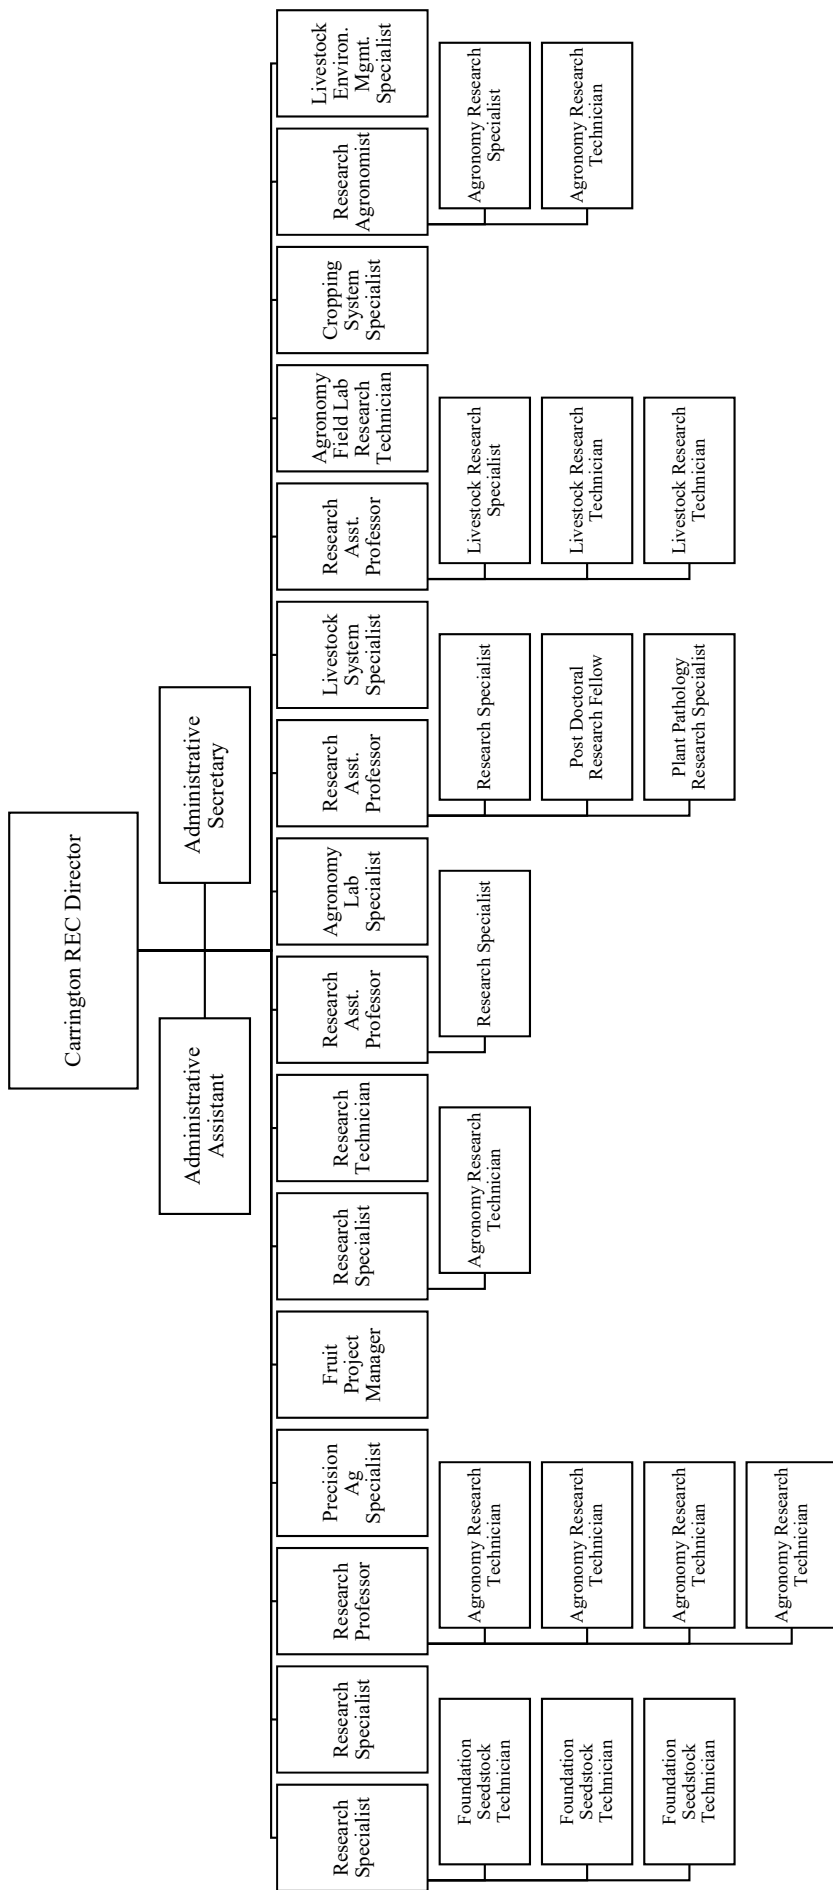 Carrington REC Director
Administrative
Assistant
Administrative
Secretary
Research
Specialist
Research
Specialist
Research
Professor
Precision
Ag
Specialist
Fruit
Project
Manager
Research
Specialist
Research
Technician
Research
Asst.
Professor
Agronomy
Lab
Specialist
Research
Asst.
Professor
Livestock
System
Specialist
Research
Asst.
Professor
Agronomy
Field Lab
Research
Technician
Cropping
System
Specialist
Research
Agronomist
Livestock
Environ.
Mgmt.
Specialist
Foundation
Seedstock
Technician
Foundation
Seedstock
Technician
Foundation
Seedstock
Technician
Agronomy Research
Technician
Agronomy Research
Technician
Agronomy Research
Technician
Agronomy Research
Technician
Agronomy Research
Technician
Research Specialist
Research Specialist
Post Doctoral
Research Fellow
Plant Pathology
Research Specialist
Livestock Research
Specialist
Livestock Research
Technician
Livestock Research
Technician
Agronomy Research
Specialist
Agronomy Research
Technician